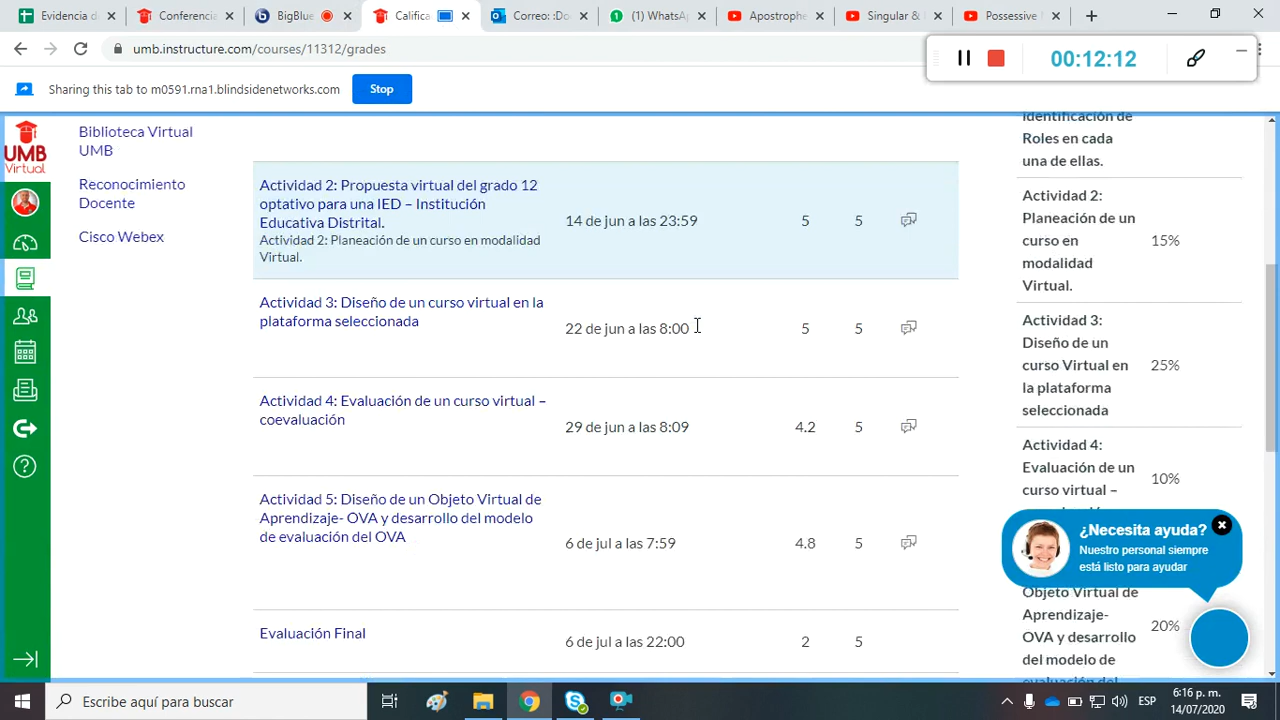 Evidencia d
Conferencia
BigBlue
Califica
Correo: :Do
(1) (WhatsAp
Apostrophe
Singular &
Possessive N
umb.instructure.com/courses/11312/grades
00:12:12
Sharing this tab to m0591.rna1.blindsidenetworks.com
Stop
UMB
Virtual
Biblioteca Virtual
UMB
Reconocimiento
Docente
Cisco Webex
Actividad 2: Propuesta virtual del grado 12
optativo para una IED – Institución
Educativa Distrital.
Actividad 2: Planeación de un curso en modalidad
Virtual.
14 de jun a las 23:59 5 5
Actividad 3: Diseño de un curso virtual en la
plataforma seleccionada
22 de jun a las 8:00 5 5
Actividad 4: Evaluación de un curso virtual –
coevaluación
29 de jun a las 8:09 4.2 5
Actividad 5: Diseño de un Objeto Virtual de
Aprendizaje- OVA y desarrollo del modelo
de evaluación del OVA
6 de jul a las 7:59 4.8 5
Evaluación Final
6 de jul a las 22:00 2 5
Identificación de
Roles en cada
una de ellas.
Actividad 2:
Planeación de un
curso en
modalidad
Virtual.
15%
Actividad 3:
Diseño de un
curso Virtual en
la plataforma
seleccionada
25%
Actividad 4:
Evaluación de un
curso virtual –
10%
¿Necesita ayuda?
Nuestro personal siempre
está listo para ayudar
Objeto Virtual de
Aprendizaje-
OVA y desarrollo
del modelo de
evaluación del
20%
Escribe aquí para buscar
ESP
6:16 p. m.
14/07/2020